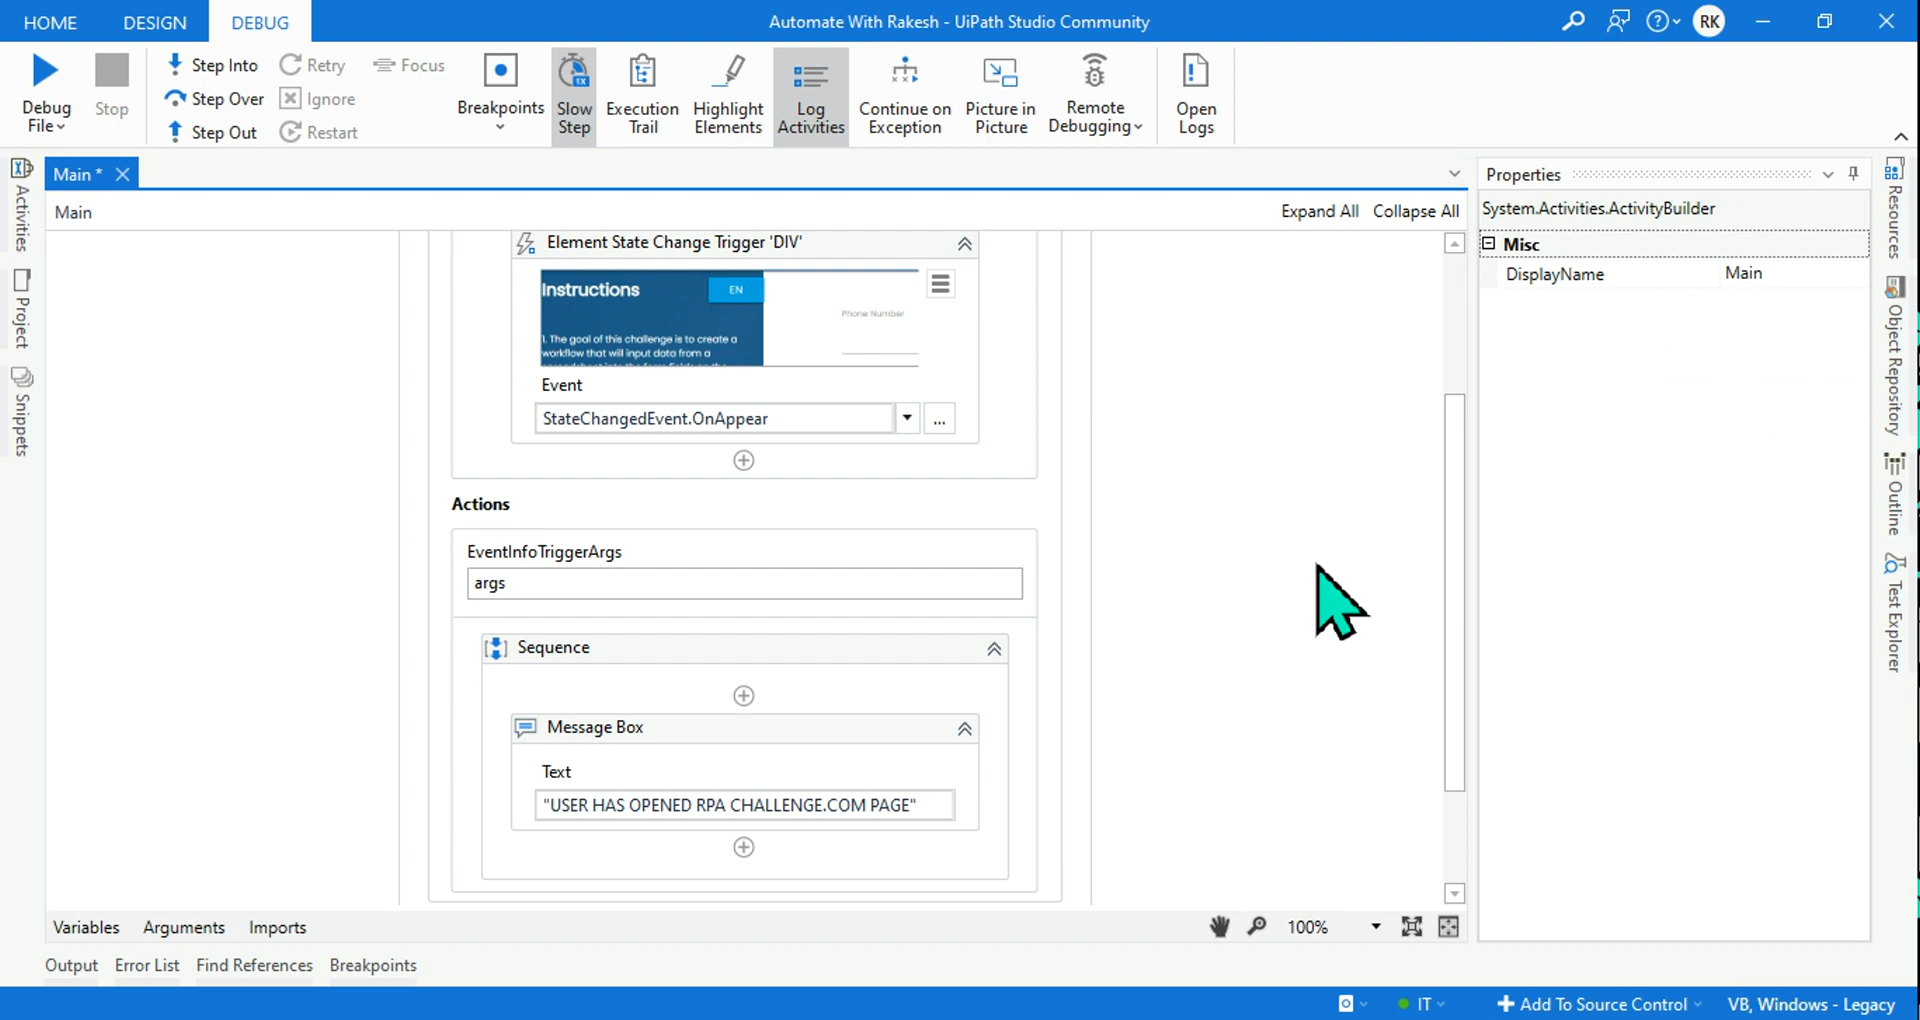 HOME DESIGN DEBUG Automate With Rakesh - UiPath Studio Community RK
Debug File Stop
Step Into Retry Focus
Step Over Ignore
Step Out Restart
Breakpoints Slow Step 1X Execution Trail Highlight Elements Log Activities Continue on Exception Picture in Picture Remote Debugging Open Logs
Main *
Main Expand All Collapse All
Activities
Project
Snippets
Element State Change Trigger 'DIV'
Instructions EN
Phone Number
1. The goal of this challenge is to create a
workflow that will input data from a
Event
StateChangedEvent.OnAppear ...
Actions
EventInfoTriggerArgs
args
Sequence
Message Box
Text
"USER HAS OPENED RPA CHALLENGE.COM PAGE"
Properties
System.Activities.ActivityBuilder
Misc
DisplayName Main
Resources
Object Repository
Outline
Test Explorer
Variables Arguments Imports 100%
Output Error List Find References Breakpoints
IT Add To Source Control VB, Windows - Legacy